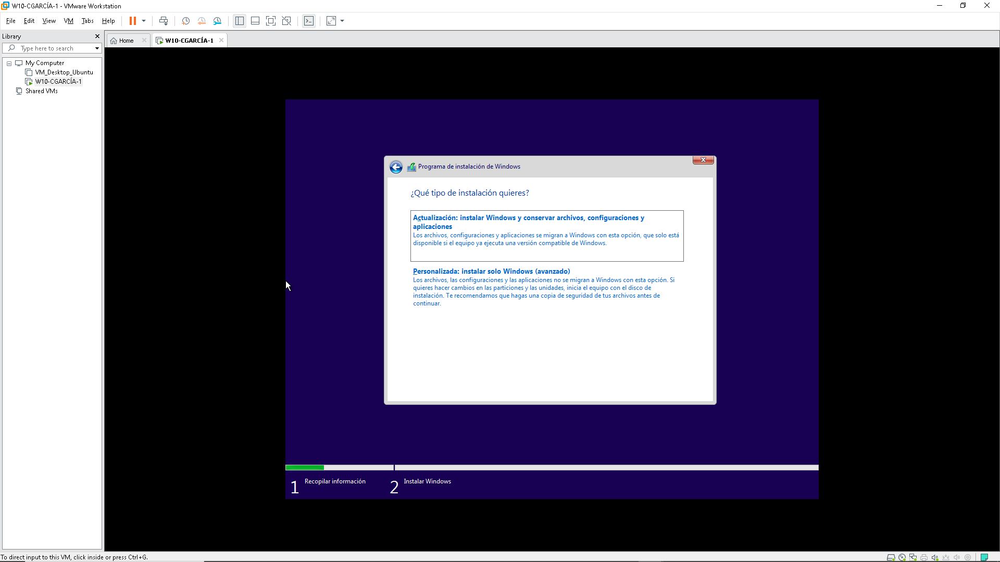 W10-CGARCÍA-1 - VMware Workstation
File Edit View VM Tabs Help
Library
Home W10-CGARCÍA-1
Type here to search
My Computer
VM_Desktop_Ubuntu
W10-CGARCÍA-1
Shared VMs
Programa de instalación de Windows
¿Qué tipo de instalación quieres?
Actualización: instalar Windows y conservar archivos, configuraciones y
aplicaciones
Los archivos, configuraciones y aplicaciones se migran a Windows con esta opción, que solo está
disponible si el equipo ya ejecuta una versión compatible de Windows.
Personalizada: instalar solo Windows (avanzado)
Los archivos, las configuraciones y las aplicaciones no se migran a Windows con esta opción. Si
quieres hacer cambios en las particiones y las unidades, inicia el equipo con el disco de
instalación. Te recomendamos que hagas una copia de seguridad de tus archivos antes de
continuar.
1 Recopilar información 2 Instalar Windows
To direct input to this VM, click inside or press Ctrl+G.